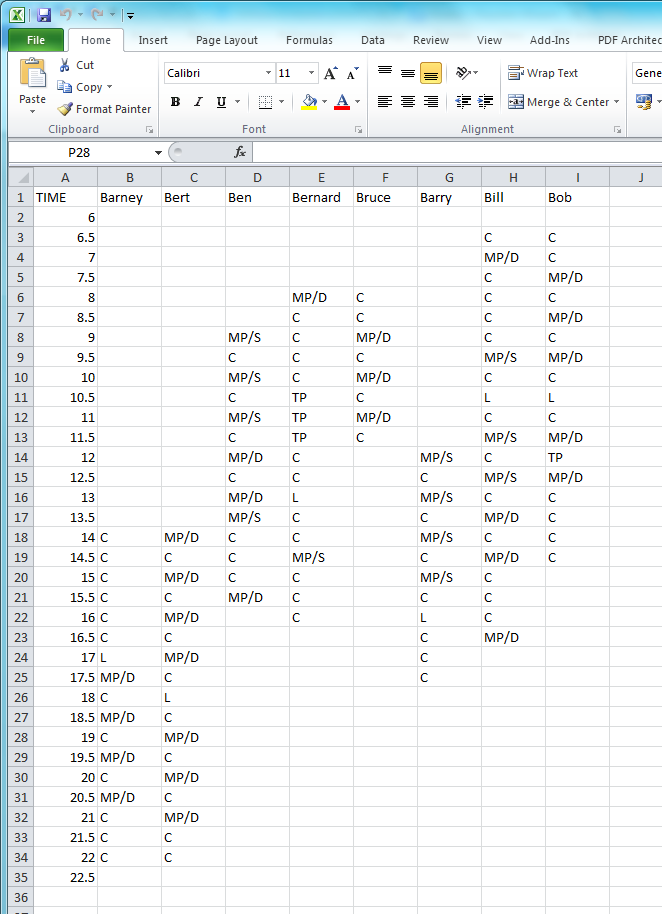 File Home Insert Page Layout Formulas Data Review View Add-Ins PDF Architec
Paste
Cut
Copy
Format Painter
Clipboard
Calibri 11 A A
B I U A
Font
Wrap Text
Merge & Center
Alignment
Gene
P28 fx
A B C D E F G H I J
1 TIME Barney Bert Ben Bernard Bruce Barry Bill Bob
2 6
3 6.5 C C
4 7 MP/D C
5 7.5 C MP/D
6 8 MP/D C C C
7 8.5 C C C MP/D
8 9 MP/S C MP/D C C
9 9.5 C C C MP/S MP/D
10 10 MP/S C MP/D C C
11 10.5 C TP C L L
12 11 MP/S TP MP/D C C
13 11.5 C TP C MP/S MP/D
14 12 MP/D C MP/S C TP
15 12.5 C C C MP/S MP/D
16 13 MP/D L MP/S C C
17 13.5 MP/S C C MP/D C
18 14 C MP/D C C MP/S C C
19 14.5 C C C MP/S C MP/D C
20 15 C MP/D C C MP/S C
21 15.5 C C MP/D C C C
22 16 C MP/D C L C
23 16.5 C C C MP/D
24 17 L MP/D C
25 17.5 MP/D C C
26 18 C L
27 18.5 MP/D C
28 19 C MP/D
29 19.5 MP/D C
30 20 C MP/D
31 20.5 MP/D C
32 21 C MP/D
33 21.5 C C
34 22 C C
35 22.5
36